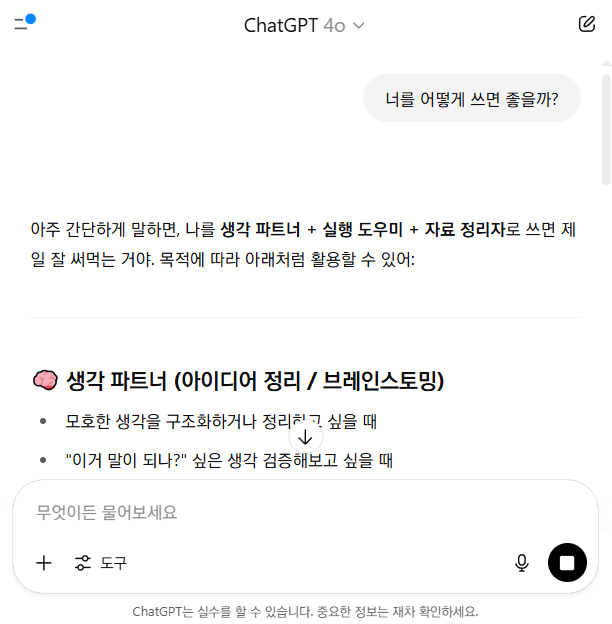 ChatGPT 4o
너를 어떻게 쓰면 좋을까?
아주 간단하게 말하면, 나를 생각 파트너 + 실행 도우미 + 자료 정리자로 쓰면 제
일 잘 써먹는 거야. 목적에 따라 아래처럼 활용할 수 있어:
🧠 생각 파트너 (아이디어 정리 / 브레인스토밍)
• 모호한 생각을 구조화하거나 정리하고 싶을 때
• "이거 말이 되나?" 싶은 생각 검증해보고 싶을 때
무엇이든 물어보세요
도구
ChatGPT는 실수를 할 수 있습니다. 중요한 정보는 재차 확인하세요.